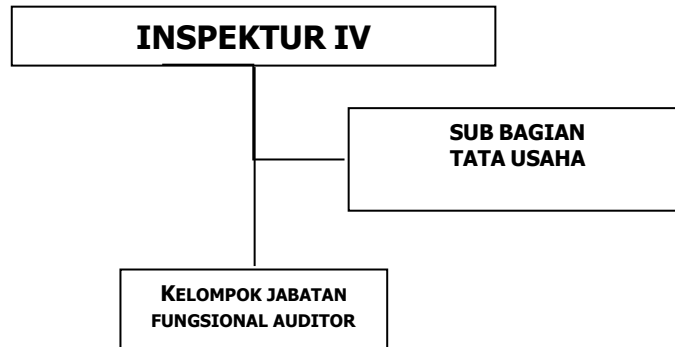 INSPEKTUR IV
SUB BAGIAN
TATA USAHA
KELOMPOK JABATAN
FUNGSIONAL AUDITOR